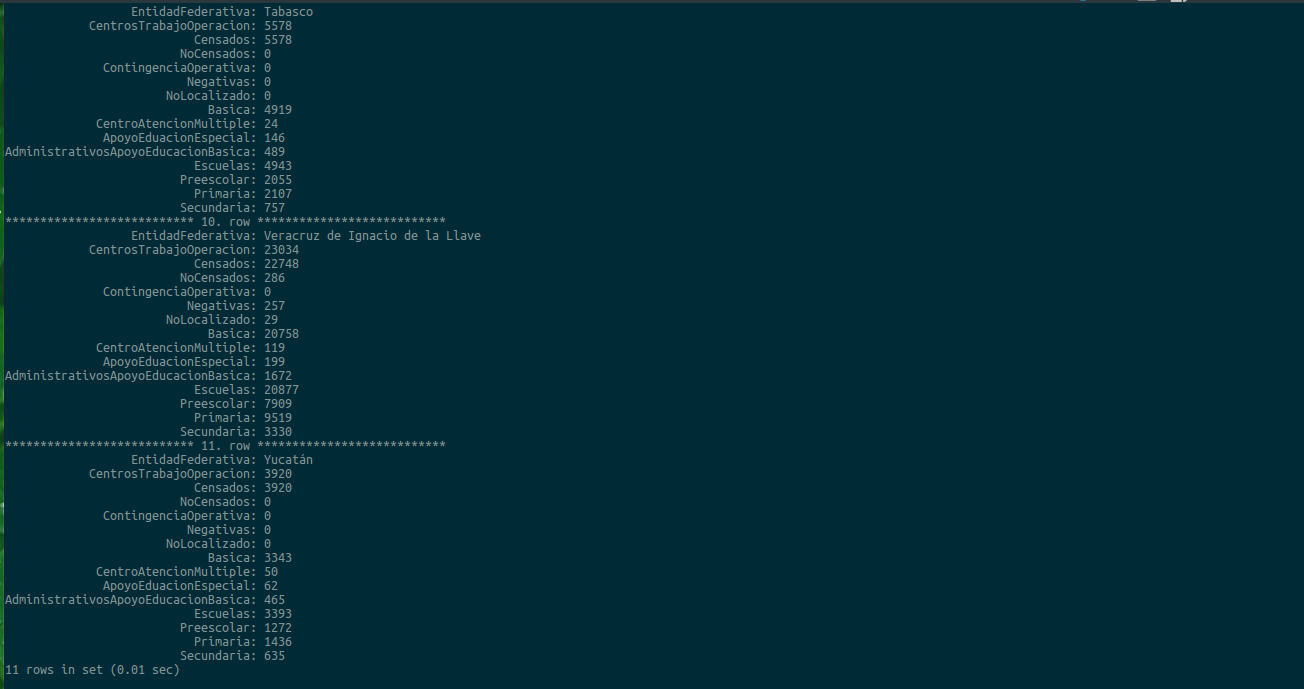 EntidadFederativa: Tabasco
CentrosTrabajoOperacion: 5578
Censados: 5578
NoCensados: 0
ContingenciaOperativa: 0
Negativas: 0
NoLocalizado: 0
Basica: 4919
CentroAtencionMultiple: 24
ApoyoEduacionEspecial: 146
AdministrativosApoyoEducacionBasica: 489
Escuelas: 4943
Preescolar: 2055
Primaria: 2107
Secundaria: 757
*************************** 10. row ***************************
EntidadFederativa: Veracruz de Ignacio de la Llave
CentrosTrabajoOperacion: 23034
Censados: 22748
NoCensados: 286
ContingenciaOperativa: 0
Negativas: 257
NoLocalizado: 29
Basica: 20758
CentroAtencionMultiple: 119
ApoyoEduacionEspecial: 199
AdministrativosApoyoEducacionBasica: 1672
Escuelas: 20877
Preescolar: 7909
Primaria: 9519
Secundaria: 3330
*************************** 11. row ***************************
EntidadFederativa: Yucatán
CentrosTrabajoOperacion: 3920
Censados: 3920
NoCensados: 0
ContingenciaOperativa: 0
Negativas: 0
NoLocalizado: 0
Basica: 3343
CentroAtencionMultiple: 50
ApoyoEduacionEspecial: 62
AdministrativosApoyoEducacionBasica: 465
Escuelas: 3393
Preescolar: 1272
Primaria: 1436
Secundaria: 635
11 rows in set (0.01 sec)